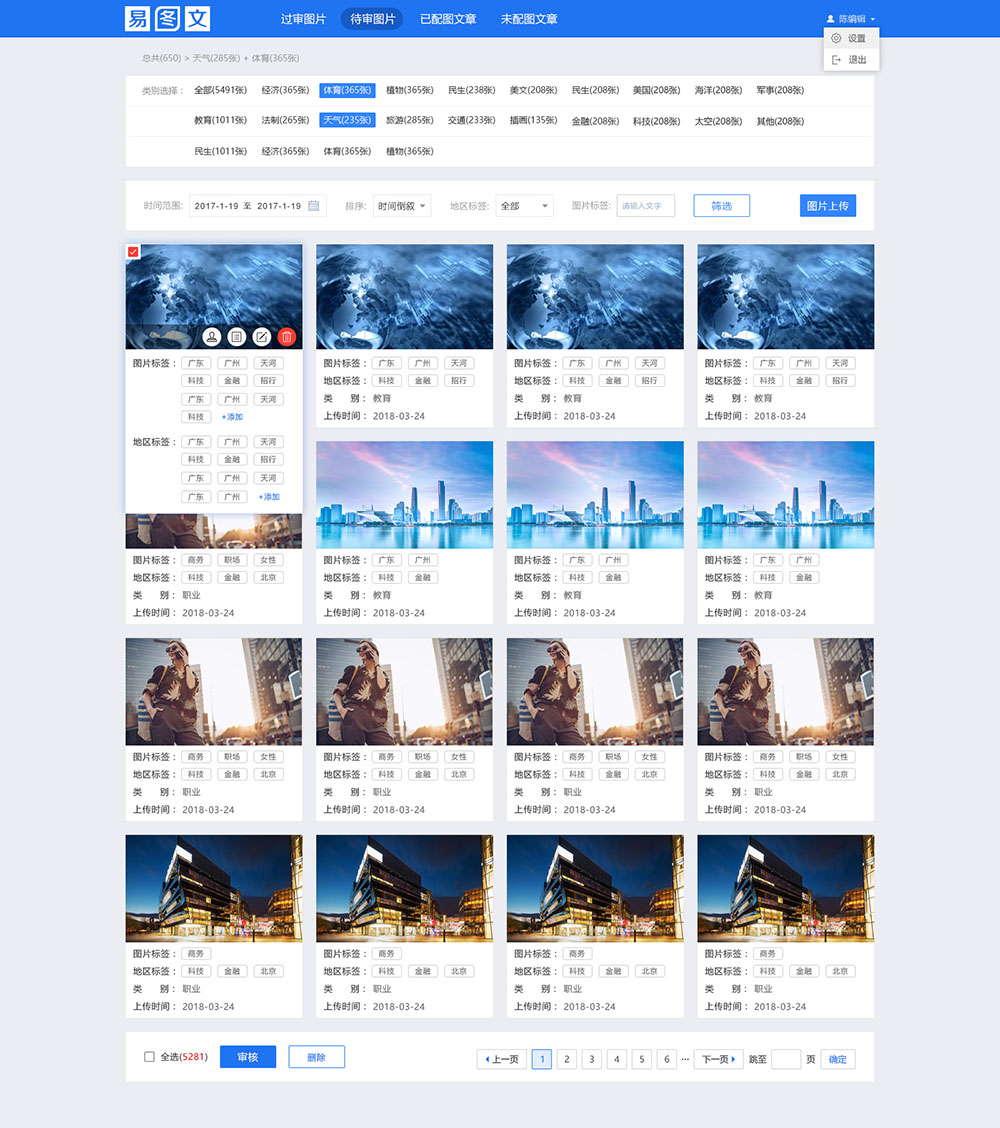 易图文 过审图片 待审图片 已配图文章 未配图文章 陈编辑
设置
退出
总共(650) > 天气(285张) + 体育(365张)
类别选择： 全部(5491张) 经济(365张) 体育(365张) 植物(365张) 民生(238张) 美文(208张) 民生(208张) 美国(208张) 海洋(208张) 军事(208张)
教育(1011张) 法制(265张) 天气(235张) 旅游(285张) 交通(233张) 插画(135张) 金融(208张) 科技(208张) 太空(208张) 其他(208张)
民生(1011张) 经济(365张) 体育(365张) 植物(365张)
时间范围: 2017-1-19 至 2017-1-19 排序: 时间倒叙 地区标签: 全部 图片标签: 请输入文字 筛选 图片上传
图片标签： 广东 广州 天河
科技 金融 招行
广东 广州 天河
科技 +添加
地区标签： 广东 广州 天河
科技 金融 招行
广东 广州 天河
广东 广州 +添加
图片标签： 广东 广州 天河
地区标签： 科技 金融 招行
类 别： 教育
上传时间： 2018-03-24
图片标签： 广东 广州 天河
地区标签： 科技 金融 招行
类 别： 教育
上传时间： 2018-03-24
图片标签： 广东 广州 天河
地区标签： 科技 金融 招行
类 别： 教育
上传时间： 2018-03-24
图片标签： 商务 职场 女性
地区标签： 科技 金融 北京
类 别： 职业
上传时间： 2018-03-24
图片标签： 广东 广州
地区标签： 科技 金融
类 别： 教育
上传时间： 2018-03-24
图片标签： 广东 广州
地区标签： 科技 金融
类 别： 教育
上传时间： 2018-03-24
图片标签： 广东 广州
地区标签： 科技 金融
类 别： 教育
上传时间： 2018-03-24
图片标签： 商务 职场 女性
地区标签： 科技 金融 北京
类 别： 职业
上传时间： 2018-03-24
图片标签： 商务 职场 女性
地区标签： 科技 金融 北京
类 别： 职业
上传时间： 2018-03-24
图片标签： 商务 职场 女性
地区标签： 科技 金融 北京
类 别： 职业
上传时间： 2018-03-24
图片标签： 商务 职场 女性
地区标签： 科技 金融 北京
类 别： 职业
上传时间： 2018-03-24
图片标签： 商务
地区标签： 科技 金融 北京
类 别： 职业
上传时间： 2018-03-24
图片标签： 商务
地区标签： 科技 金融 北京
类 别： 职业
上传时间： 2018-03-24
图片标签： 商务
地区标签： 科技 金融 北京
类 别： 职业
上传时间： 2018-03-24
图片标签： 商务
地区标签： 科技 金融 北京
类 别： 职业
上传时间： 2018-03-24
全选(5281) 审核 删除 上一页 1 2 3 4 5 6 ··· 下一页 跳至 页 确定